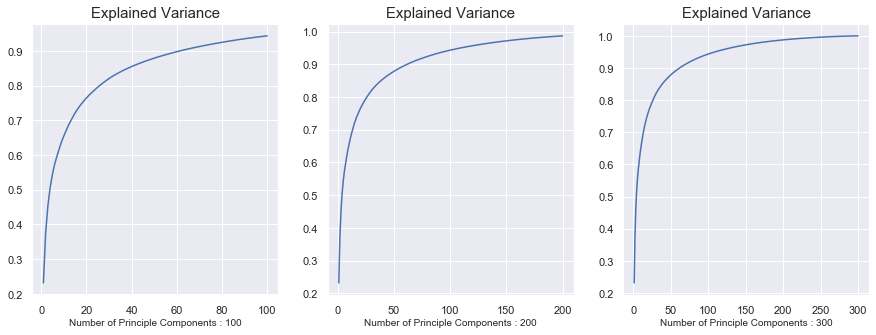 Explained Variance
0.9
0.8
0.7
0.6
0.5
0.4
0.3
0.2
0 20 40 60 80 100
Number of Principle Components : 100
Explained Variance
1.0
0.9
0.8
0.7
0.6
0.5
0.4
0.3
0.2
0 50 100 150 200
Number of Principle Components : 200
Explained Variance
1.0
0.9
0.8
0.7
0.6
0.5
0.4
0.3
0.2
0 50 100 150 200 250 300
Number of Principle Components : 300